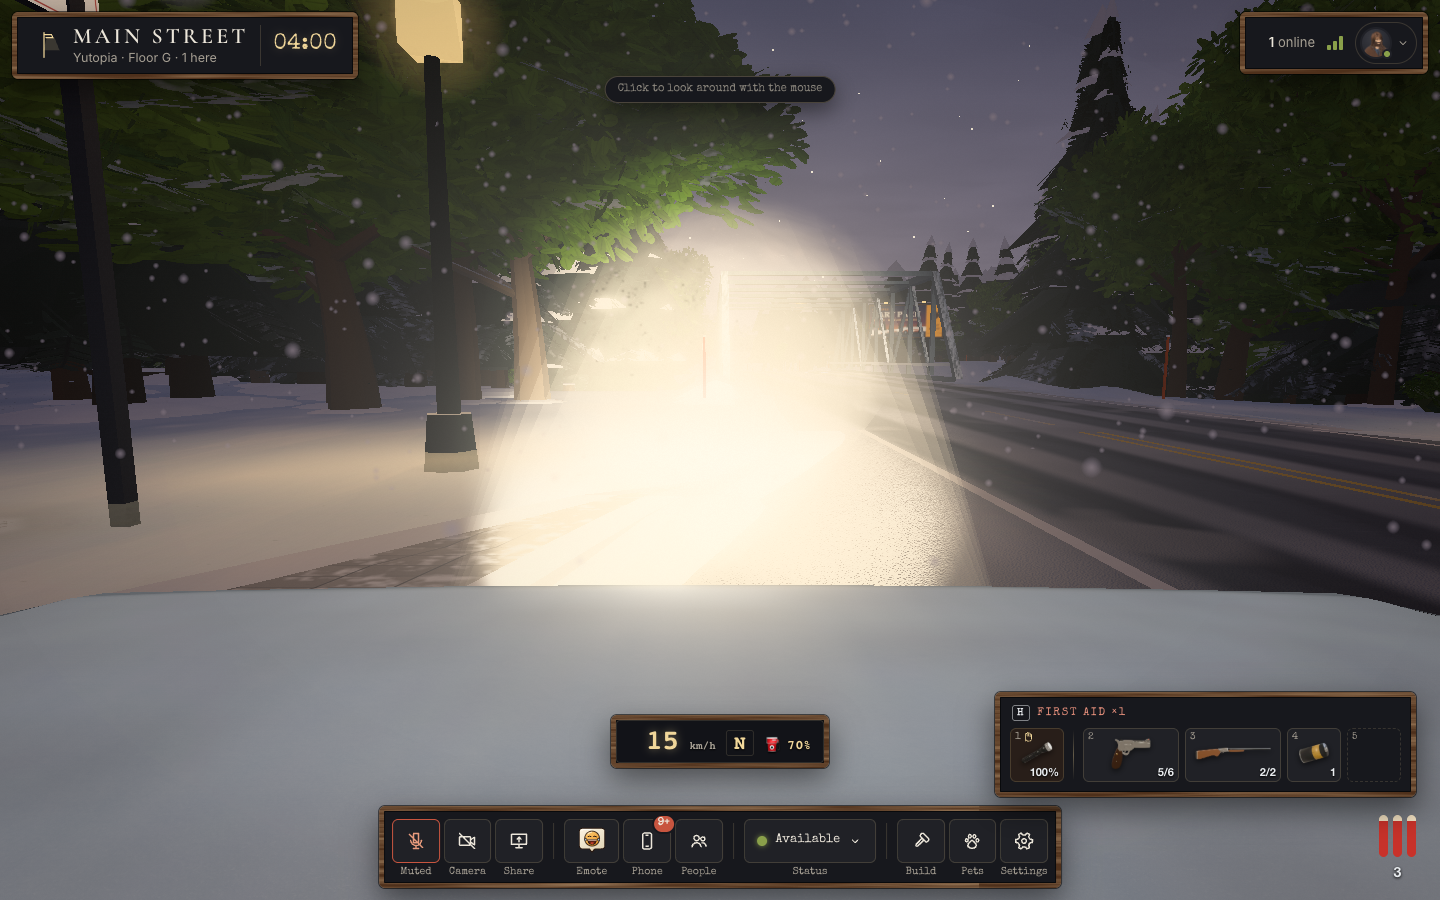 MAIN STREET
Yutopia · Floor G · 1 here
04:00
1 online
Click to look around with the mouse
H FIRST AID ×1
1
100%
2
5/6
3
2/2
4
1
5
15 km/h N 70%
9+
Available
Muted
Camera
Share
Emote
Phone
People
Status
Build
Pets
Settings
3